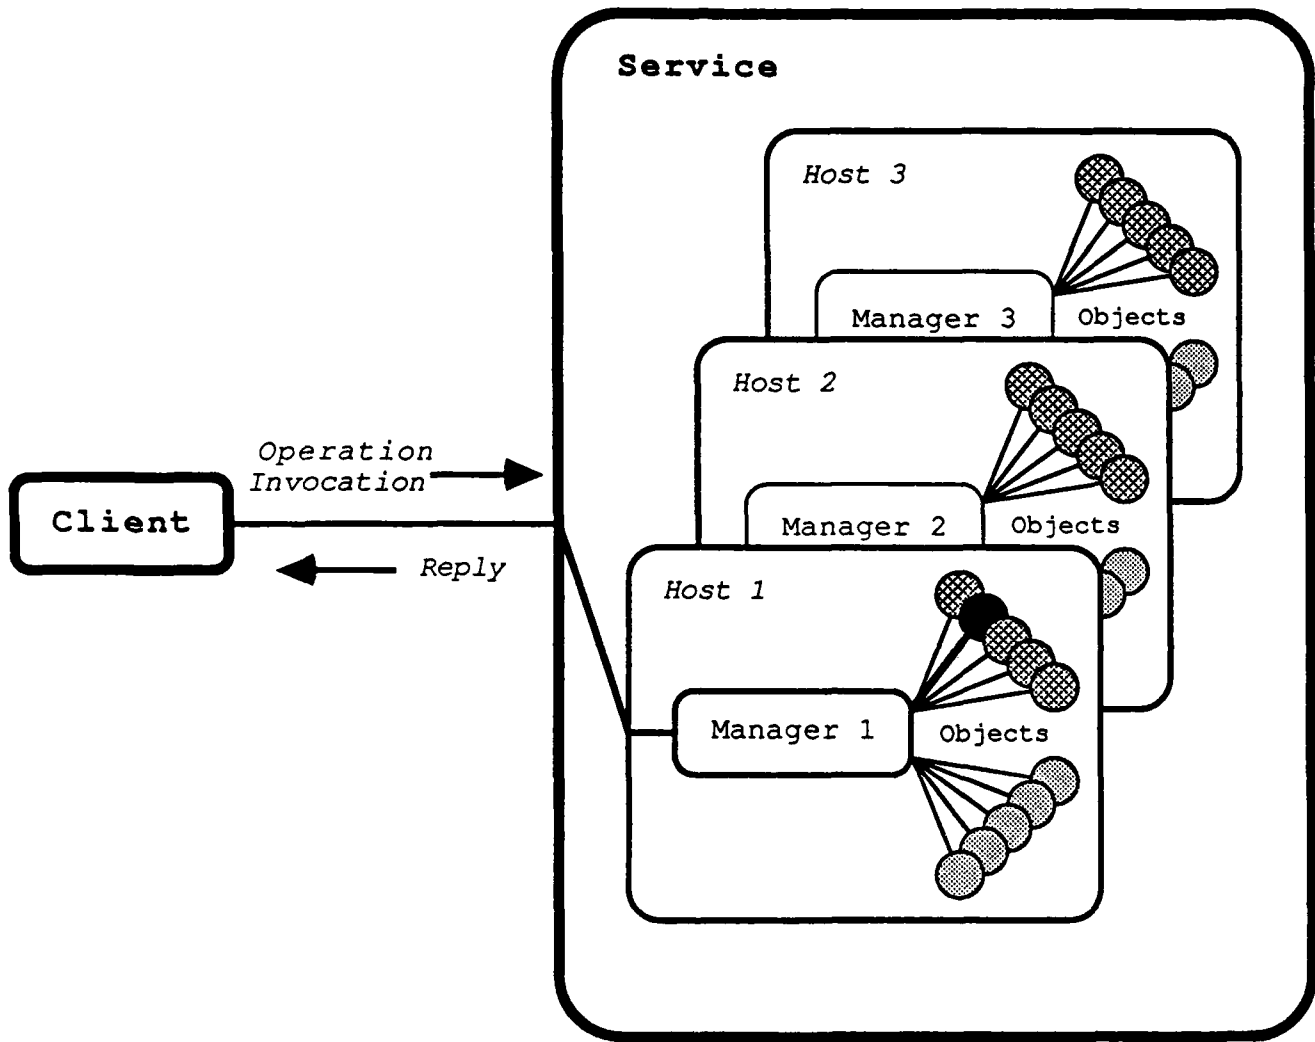 Service
Host 3
Manager 3
Objects
Host 2
Manager 2
Objects
Operation
Invocation
Client
Reply
Host 1
Manager 1
Objects